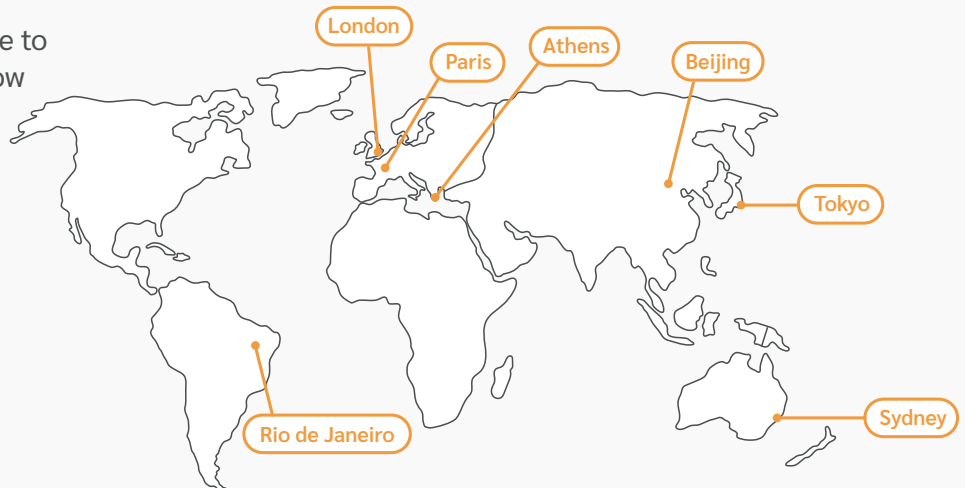 e to
ow
London
Paris
Athens
Beijing
Tokyo
Rio de Janeiro
Sydney